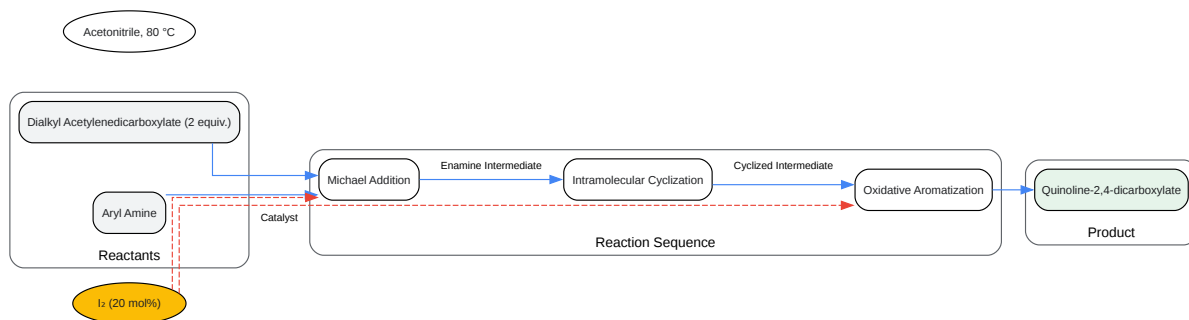 Acetonitrile, 80 °C
Dialkyl Acetylenedicarboxylate (2 equiv.)
Aryl Amine
Reactants
I₂ (20 mol%)
Catalyst
Michael Addition
Enamine Intermediate
Intramolecular Cyclization
Cyclized Intermediate
Oxidative Aromatization
Reaction Sequence
Quinoline-2,4-dicarboxylate
Product